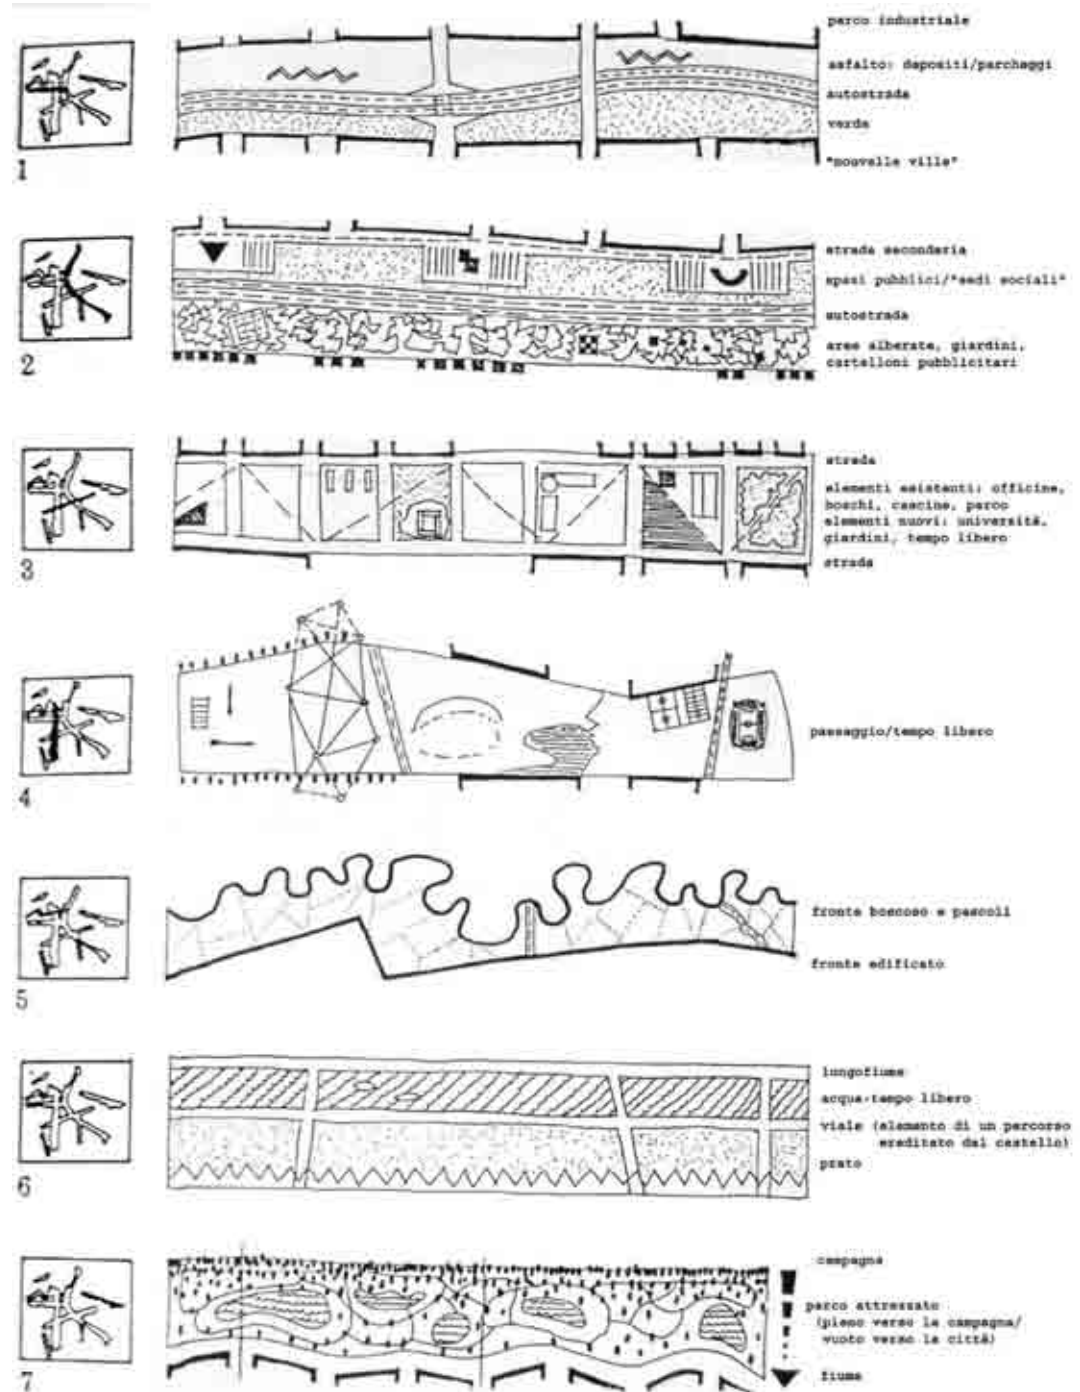 parco industriale
asfalto: depositi/parcheggi
autostrada
verde
"nouvelle ville"
1
strada secondaria
spazi pubblici/"sedi sociali"
autostrada
aree alberate, giardini,
cartelloni pubblicitari
2
strada
elementi esistenti: officine,
boschi, cascine, parco
elementi nuovi: università,
giardini, tempo libero
strada
3
passaggio/tempo libero
4
fronte boscoso e pascoli
fronte edificato
5
lungofiume
acqua-tempo libero
viale (elemento di un percorso
ereditato dal castello)
prato
6
campagna
parco attrezzato
(pieno verso la campagna/
vuoto verso la città)
fiume
7